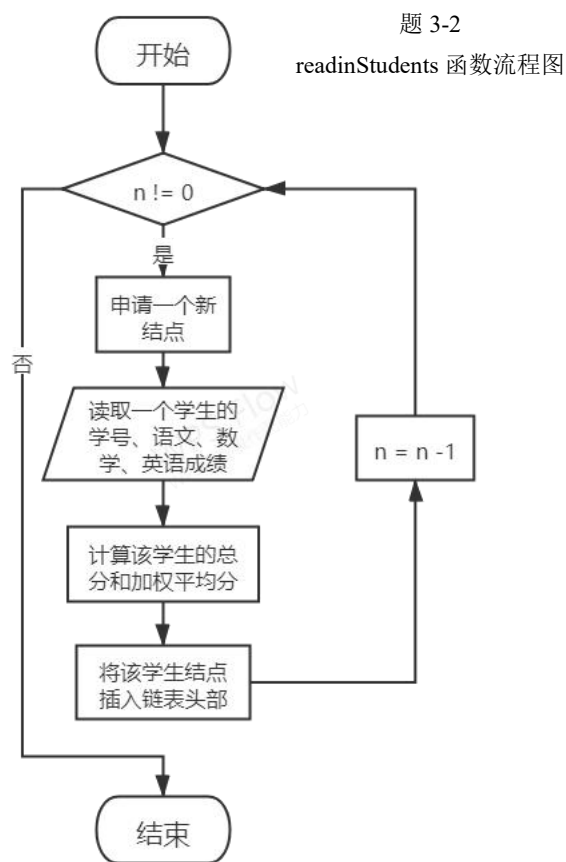 题 3-2
readinStudents 函数流程图
开始
n != 0
是
否
申请一个新
结点
读取一个学生的
学号、语文、数
学、英语成绩
n = n -1
计算该学生的总
分和加权平均分
将该学生结点
插入链表头部
结束